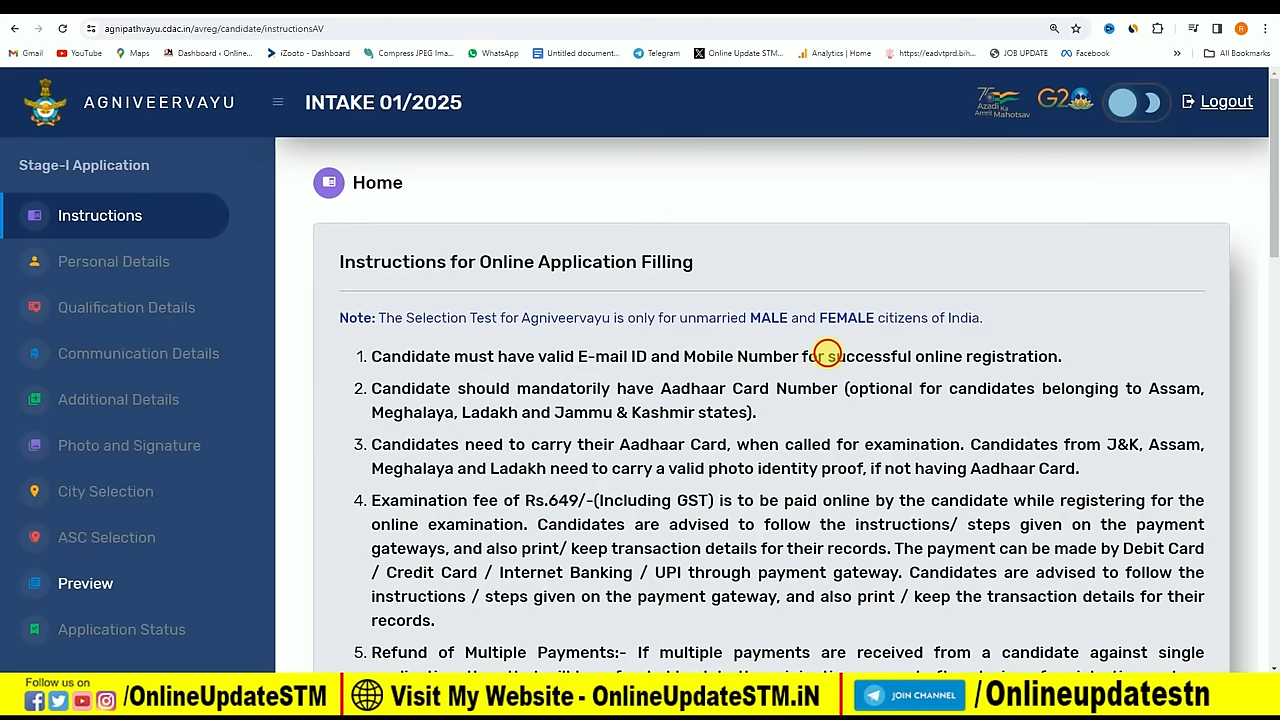 agnipathvayu.cdac.in/avreg/candidate/instructionsAV
R
Gmail
YouTube
Maps
Dashboard ‹ Online...
iZooto - Dashboard
Compress JPEG Ima...
WhatsApp
Untitled document...
Telegram
Online Update STM...
Analytics | Home
https://eadvtprd.bih...
JOB UPDATE
Facebook
»
All Bookmarks
AGNIVEERVAYU
INTAKE 01/2025
Azadi Ka
Amrit Mahotsav
G20
Logout
Stage-I Application
Instructions
Personal Details
Qualification Details
Communication Details
Additional Details
Photo and Signature
City Selection
ASC Selection
Preview
Application Status
Home
Instructions for Online Application Filling
Note: The Selection Test for Agniveervayu is only for unmarried MALE and FEMALE citizens of India.
1. Candidate must have valid E-mail ID and Mobile Number for successful online registration.
2. Candidate should mandatorily have Aadhaar Card Number (optional for candidates belonging to Assam,
Meghalaya, Ladakh and Jammu & Kashmir states).
3. Candidates need to carry their Aadhaar Card, when called for examination. Candidates from J&K, Assam,
Meghalaya and Ladakh need to carry a valid photo identity proof, if not having Aadhaar Card.
4. Examination fee of Rs.649/-(Including GST) is to be paid online by the candidate while registering for the
online examination. Candidates are advised to follow the instructions/ steps given on the payment
gateways, and also print/ keep transaction details for their records. The payment can be made by Debit Card
/ Credit Card / Internet Banking / UPI through payment gateway. Candidates are advised to follow the
instructions / steps given on the payment gateway, and also print / keep the transaction details for their
records.
5. Refund of Multiple Payments:- If multiple payments are received from a candidate against single
Follow us on
/OnlineUpdateSTM
Visit My Website - OnlineUpdateSTM.iN
JOIN CHANNEL
/Onlineupdatestn